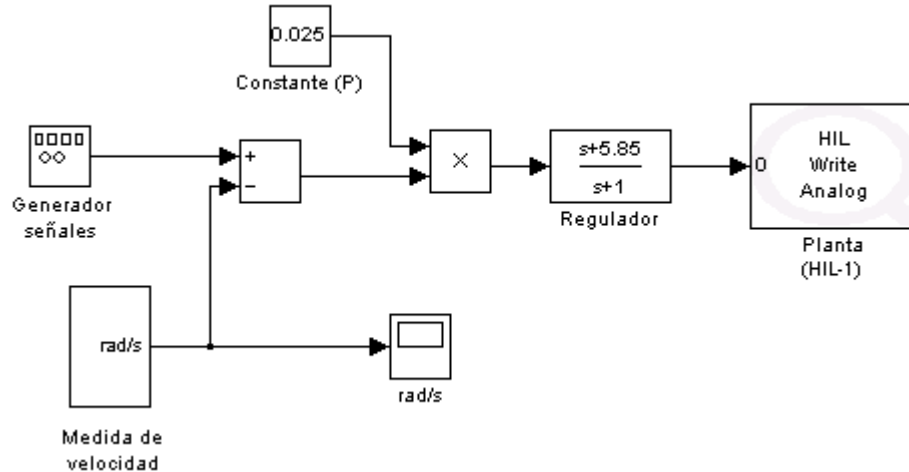 0.025
Constante (P)
+
−
Generador
señales
×
s+5.85
s+1
Regulador
0
HIL
Write
Analog
Planta
(HIL-1)
rad/s
rad/s
Medida de
velocidad